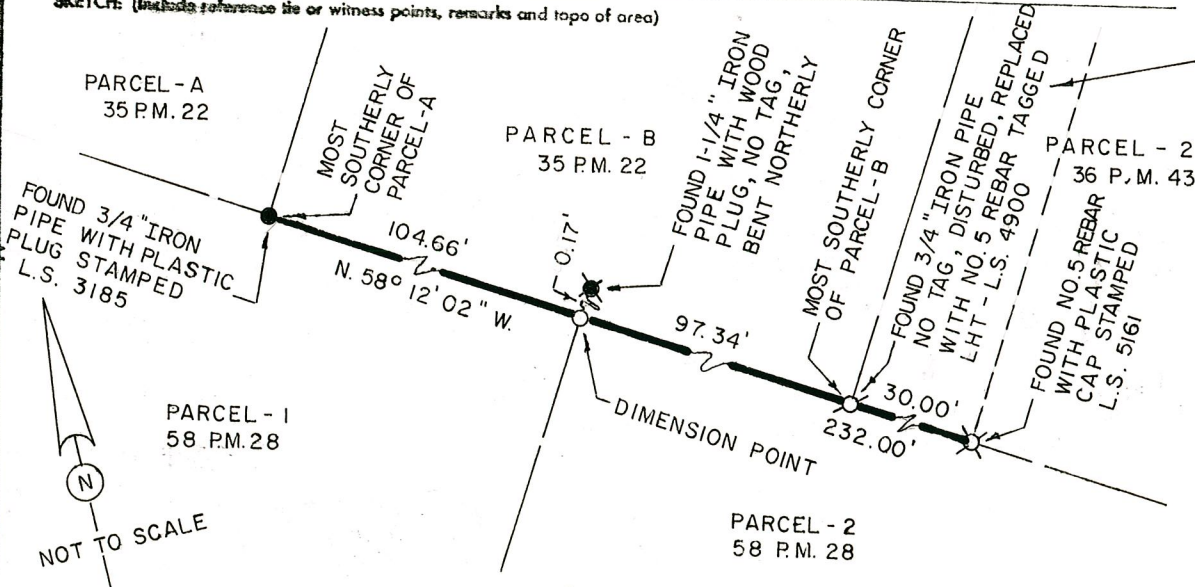 SKETCH: (Include reference tie or witness points, remarks and topo of area)
PARCEL-A
35 P.M. 22
MOST
SOUTHERLY
CORNER OF
PARCEL-A
PARCEL - B
35 P.M. 22
FOUND 1-1/4" IRON
PIPE WITH WOOD
PLUG, NO TAG,
BENT NORTHERLY
MOST SOUTHERLY CORNER
OF PARCEL-B
FOUND 3/4" IRON PIPE
NO TAG, DISTURBED, REPLACED
WITH NO.5 REBAR TAGGED
LHT - L.S. 4900
PARCEL - 2
36 P.M. 43
FOUND NO.5 REBAR
WITH PLASTIC
CAP STAMPED
L.S. 5161
FOUND 3/4" IRON
PIPE WITH PLASTIC
PLUG STAMPED
L.S. 3185
104.66'
N. 58° 12' 02" W.
0.17'
97.34'
30.00'
232.00'
DIMENSION POINT
PARCEL - 1
58 P.M. 28
PARCEL - 2
58 P.M. 28
N
NOT TO SCALE